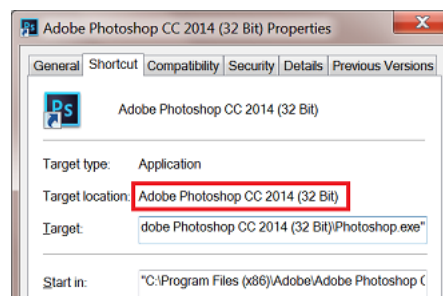 Adobe Photoshop CC 2014 (32 Bit) Properties
General Shortcut Compatibility Security Details Previous Versions
Ps
Adobe Photoshop CC 2014 (32 Bit)
Target type: Application
Target location: Adobe Photoshop CC 2014 (32 Bit)
Target: dobe Photoshop CC 2014 (32 Bit)\Photoshop.exe"
Start in: "C:\Program Files (x86)\Adobe\Adobe Photoshop C